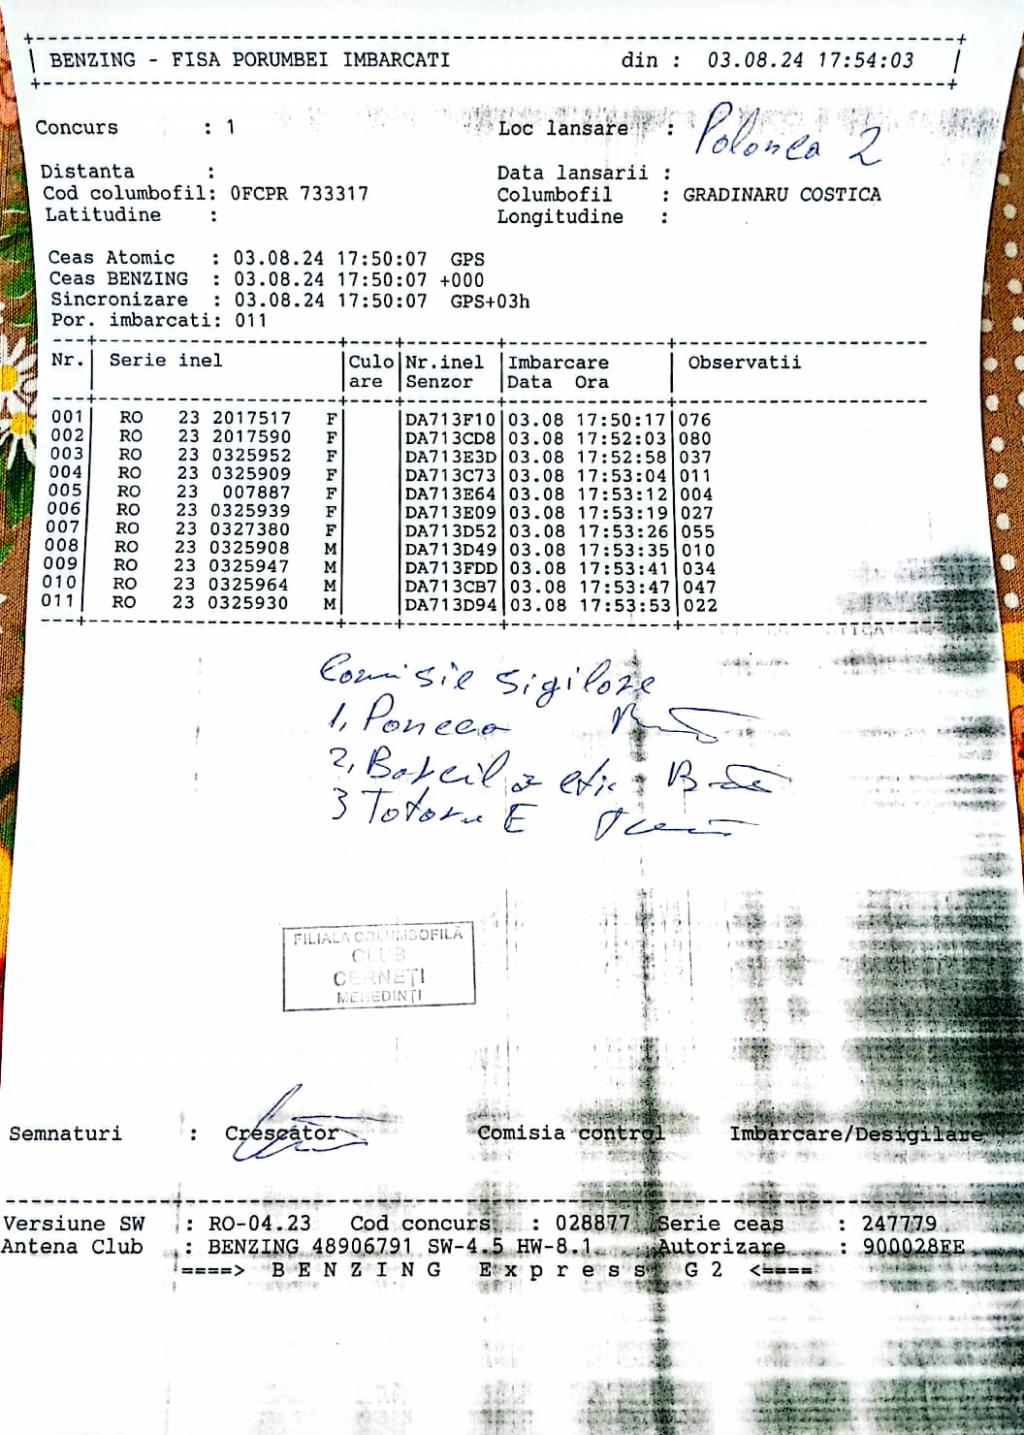 BENZING - FISA PORUMBEI IMBARCATI din : 03.08.24 17:54:03
Concurs : 1 Loc lansare : Polonea 2
Distanta : Data lansarii :
Cod columbofil: 0FCPR 733317 Columbofil : GRADINARU COSTICA
Latitudine : Longitudine :
Ceas Atomic : 03.08.24 17:50:07 GPS
Ceas BENZING : 03.08.24 17:50:07 +000
Sincronizare : 03.08.24 17:50:07 GPS+03h
Por. imbarcati: 011
Nr. Serie inel Culo Nr.inel Imbarcare Observatii
are Senzor Data Ora
001 RO 23 2017517 F DA713F10 03.08 17:50:17 076
002 RO 23 2017590 F DA713CD8 03.08 17:52:03 080
003 RO 23 0325952 F DA713E3D 03.08 17:52:58 037
004 RO 23 0325909 F DA713C73 03.08 17:53:04 011
005 RO 23 007887 F DA713E64 03.08 17:53:12 004
006 RO 23 0325939 F DA713E09 03.08 17:53:19 027
007 RO 23 0327380 F DA713D52 03.08 17:53:26 055
008 RO 23 0325908 M DA713D49 03.08 17:53:35 010
009 RO 23 0325947 M DA713FDD 03.08 17:53:41 034
010 RO 23 0325964 M DA713CB7 03.08 17:53:47 047
011 RO 23 0325930 M DA713D94 03.08 17:53:53 022
Comisie sigilare
1,
2,
3 Totoru E
FILIALA COLUMBOFILĂ
CLUB
CERNEȚI
MEHEDINȚI
Semnaturi : Crescator Comisia control Imbarcare/Desigilare
Versiune SW : RO-04.23 Cod concurs : 028877 Serie ceas : 247779
Antena Club : BENZING 48906791 SW-4.5 HW-8.1 Autorizare : 900028EE
====> B E N Z I N G E x p r e s s G 2 <====